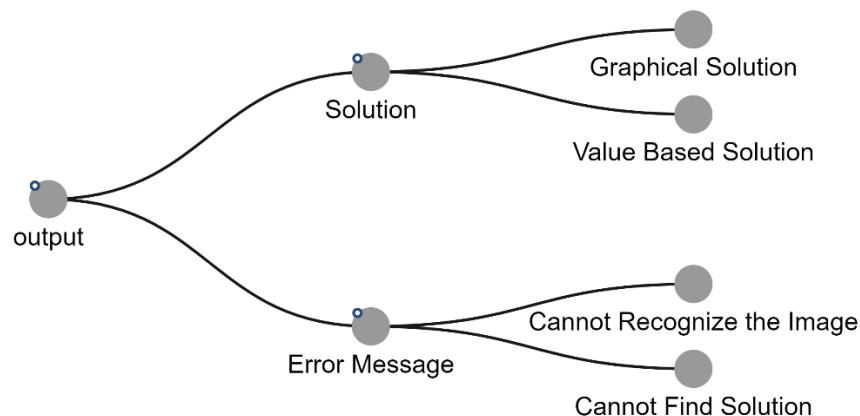 Graphical Solution
Solution
Value Based Solution
output
Cannot Recognize the Image
Error Message
Cannot Find Solution